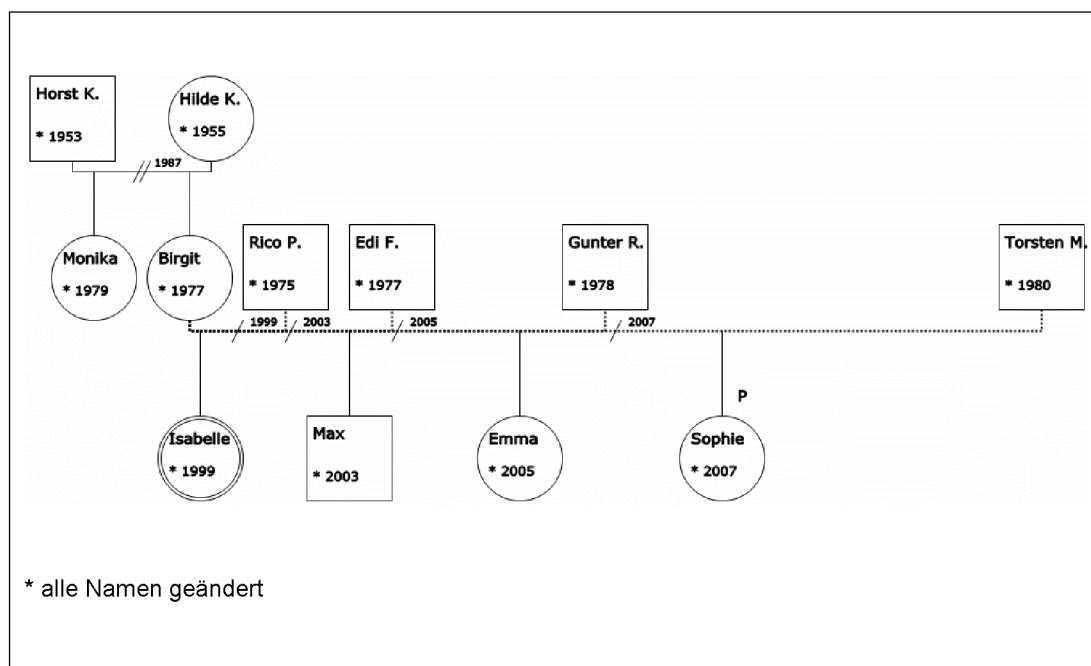 Horst K.
* 1953
Hilde K.
* 1955
1987
Monika
* 1979
Birgit
* 1977
Rico P.
* 1975
Edi F.
* 1977
Gunter R.
* 1978
Torsten M.
* 1980
1999
2003
2005
2007
Isabelle
* 1999
Max
* 2003
Emma
* 2005
P
Sophie
* 2007
* alle Namen geändert